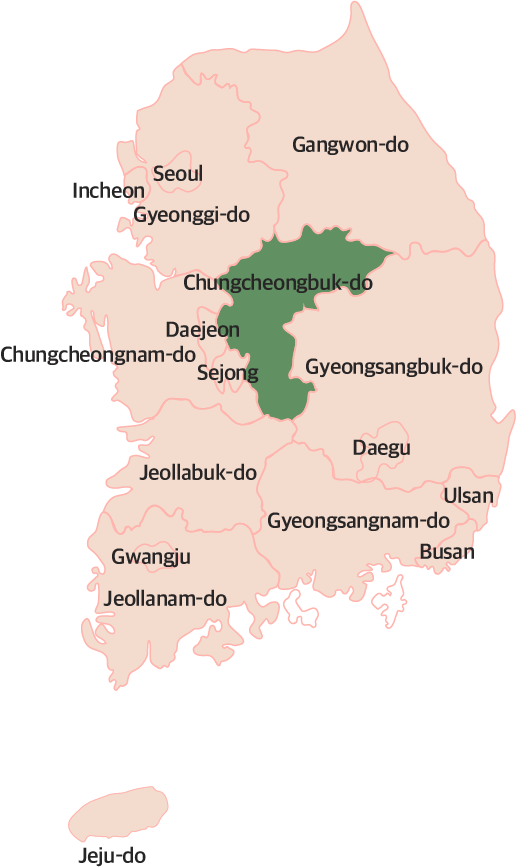 Gangwon-do
Seoul
Incheon
Gyeonggi-do
Chungcheongbuk-do
Daejeon
Chungcheongnam-do
Sejong
Gyeongsangbuk-do
Daegu
Jeollabuk-do
Ulsan
Gyeongsangnam-do
Busan
Gwangju
Jeollanam-do
Jeju-do